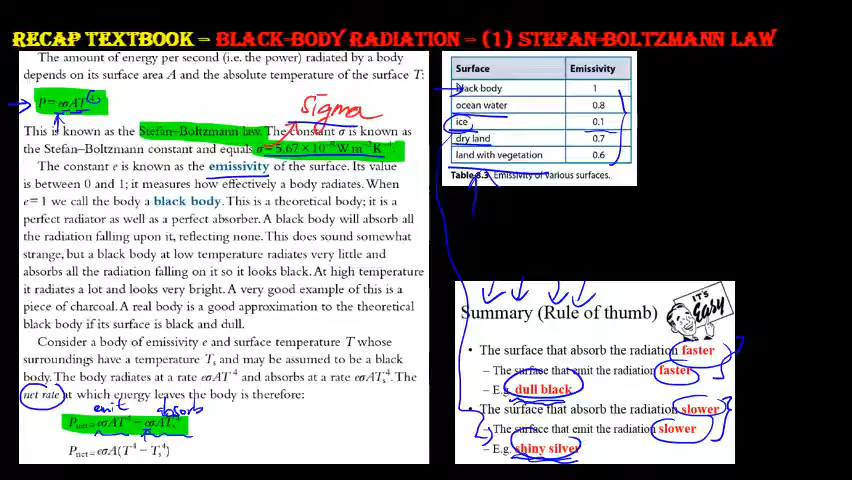 RECAP TEXTBOOK – BLACK-BODY RADIATION – (1) STEFAN-BOLTZMANN LAW
The amount of energy per second (i.e. the power) radiated by a body
depends on its surface area A and the absolute temperature of the surface T:
P = eσAT⁴
sigma
This is known as the Stefan–Boltzmann law. The constant σ is known as
the Stefan–Boltzmann constant and equals σ = 5.67 × 10⁻⁸ W m⁻² K⁻⁴.
The constant e is known as the emissivity of the surface. Its value
is between 0 and 1; it measures how effectively a body radiates. When
e = 1 we call the body a black body. This is a theoretical body; it is a
perfect radiator as well as a perfect absorber. A black body will absorb all
the radiation falling upon it, reflecting none. This does sound somewhat
strange, but a black body at low temperature radiates very little and
absorbs all the radiation falling on it so it looks black. At high temperature
it radiates a lot and looks very bright. A very good example of this is a
piece of charcoal. A real body is a good approximation to the theoretical
black body if its surface is black and dull.
Consider a body of emissivity e and surface temperature T whose
surroundings have a temperature Tₛ and may be assumed to be a black
body. The body radiates at a rate eσAT⁴ and absorbs at a rate eσATₛ⁴. The
net rate at which energy leaves the body is therefore:
emit absorb
Pnet = eσAT⁴ − eσATₛ⁴
Pnet = eσA(T⁴ − Tₛ⁴)
Surface Emissivity
black body 1
ocean water 0.8
ice 0.1
dry land 0.7
land with vegetation 0.6
Table 8.3 Emissivity of various surfaces.
IT'S
Easy
Summary (Rule of thumb)
• The surface that absorb the radiation faster
– The surface that emit the radiation faster
– E.g. dull black
• The surface that absorb the radiation slower
– The surface that emit the radiation slower
– E.g. shiny silver